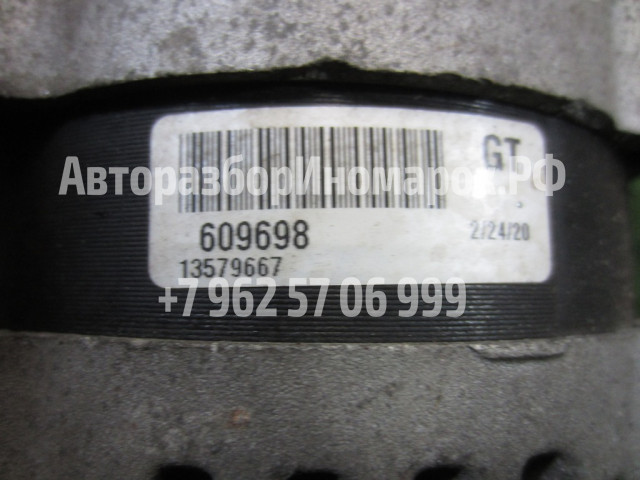 GT
АвторазборИномарок.РФ
s
609698
2/24/20
13579667
+7 962 57 06 999